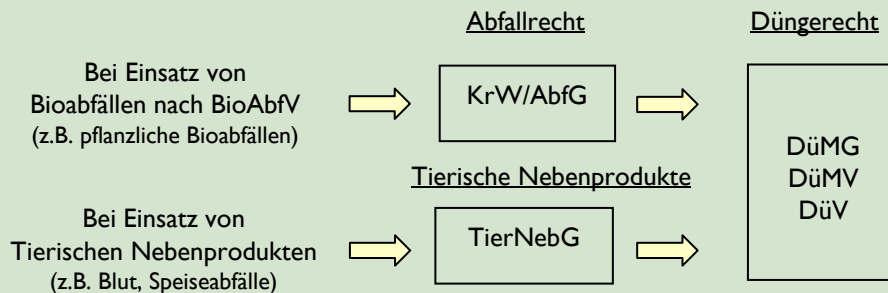 Abfallrecht
Düngerecht
Bei Einsatz von
Bioabfällen nach BioAbfV
(z.B. pflanzliche Bioabfällen)
KrW/AbfG
Tierische Nebenprodukte
Bei Einsatz von
Tierischen Nebenprodukten
(z.B. Blut, Speiseabfälle)
TierNebG
DüMG
DüMV
DüV